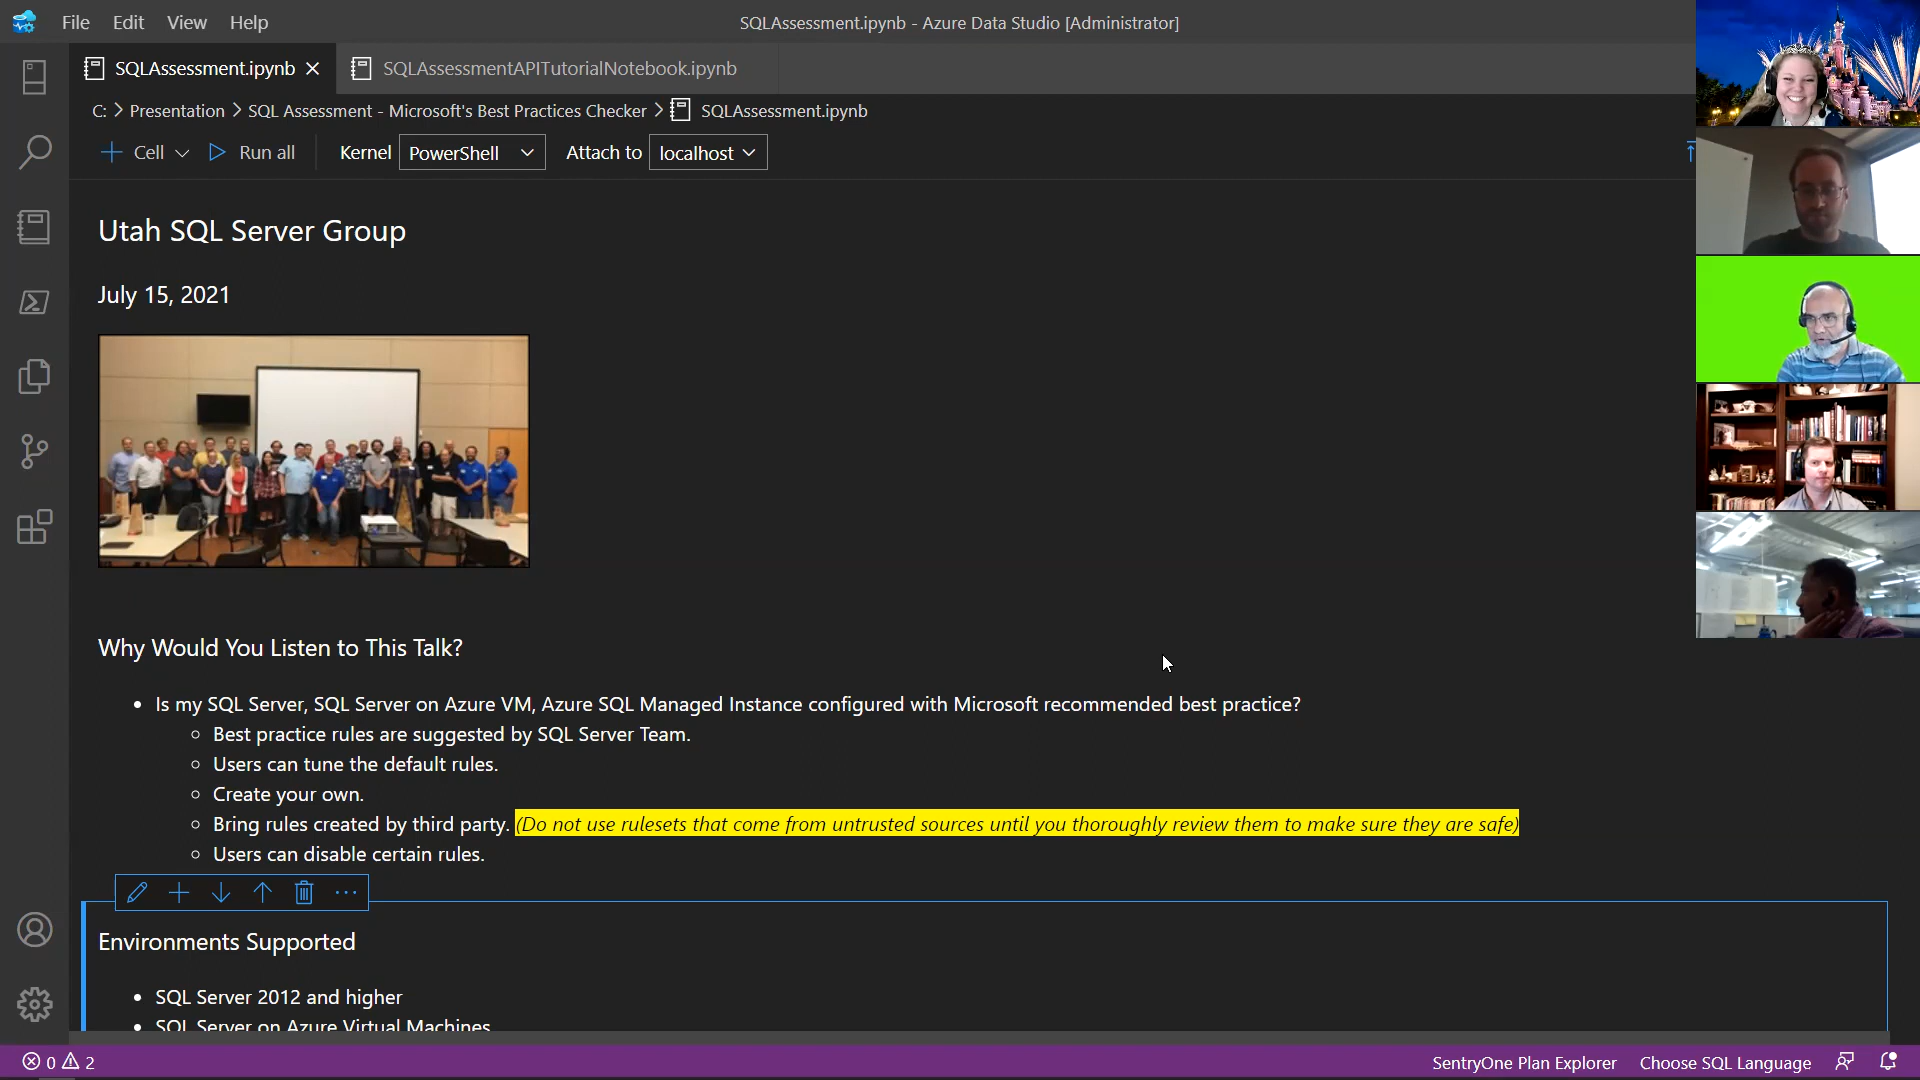 File Edit View Help
SQLAssessment.ipynb - Azure Data Studio [Administrator]
SQLAssessment.ipynb
SQLAssessmentAPITutorialNotebook.ipynb
C: > Presentation > SQL Assessment - Microsoft's Best Practices Checker > SQLAssessment.ipynb
Cell Run all Kernel PowerShell Attach to localhost
Utah SQL Server Group
July 15, 2021
Why Would You Listen to This Talk?
• Is my SQL Server, SQL Server on Azure VM, Azure SQL Managed Instance configured with Microsoft recommended best practice?
○ Best practice rules are suggested by SQL Server Team.
○ Users can tune the default rules.
○ Create your own.
○ Bring rules created by third party. (Do not use rulesets that come from untrusted sources until you thoroughly review them to make sure they are safe)
○ Users can disable certain rules.
Environments Supported
• SQL Server 2012 and higher
• SQL Server on Azure Virtual Machines
0 2 SentryOne Plan Explorer Choose SQL Language